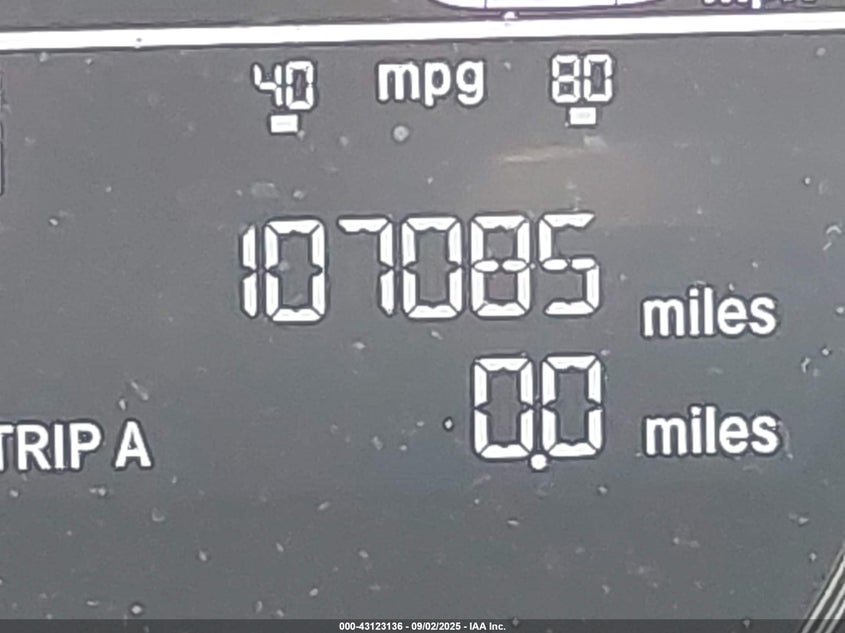 40 mpg 80
107085 miles
TRIP A 0.0 miles
000-43123136 - 09/02/2025 - IAA Inc.